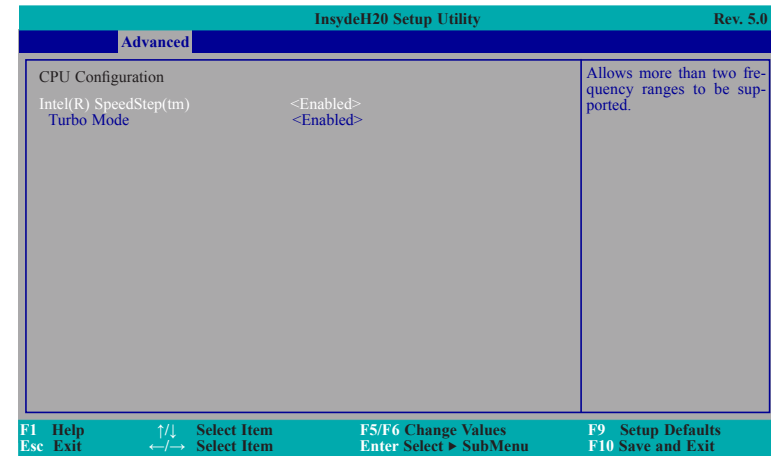 InsydeH20 Setup Utility Rev. 5.0
Advanced
CPU Configuration
Intel(R) SpeedStep(tm) <Enabled>
Turbo Mode <Enabled>
Allows more than two fre-
quency ranges to be sup-
ported.
F1 Help ↑/↓ Select Item F5/F6 Change Values F9 Setup Defaults
Esc Exit ←/→ Select Item Enter Select ▶ SubMenu F10 Save and Exit